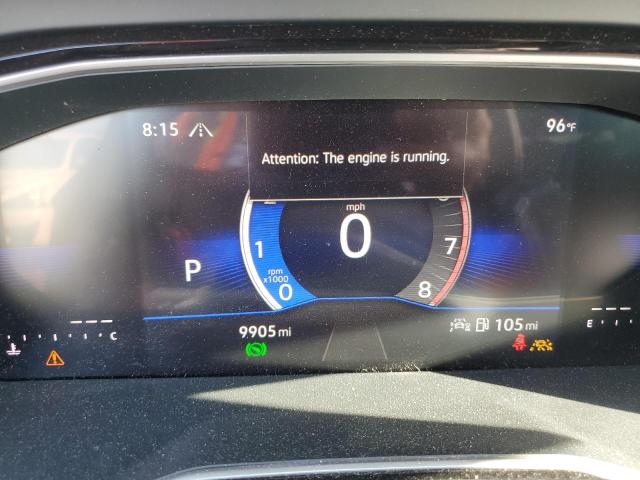 8:15
96°F
Attention: The engine is running.
mph
0
1
7
rpm
x1000
0
8
P
C
9905 mi
105 mi
E